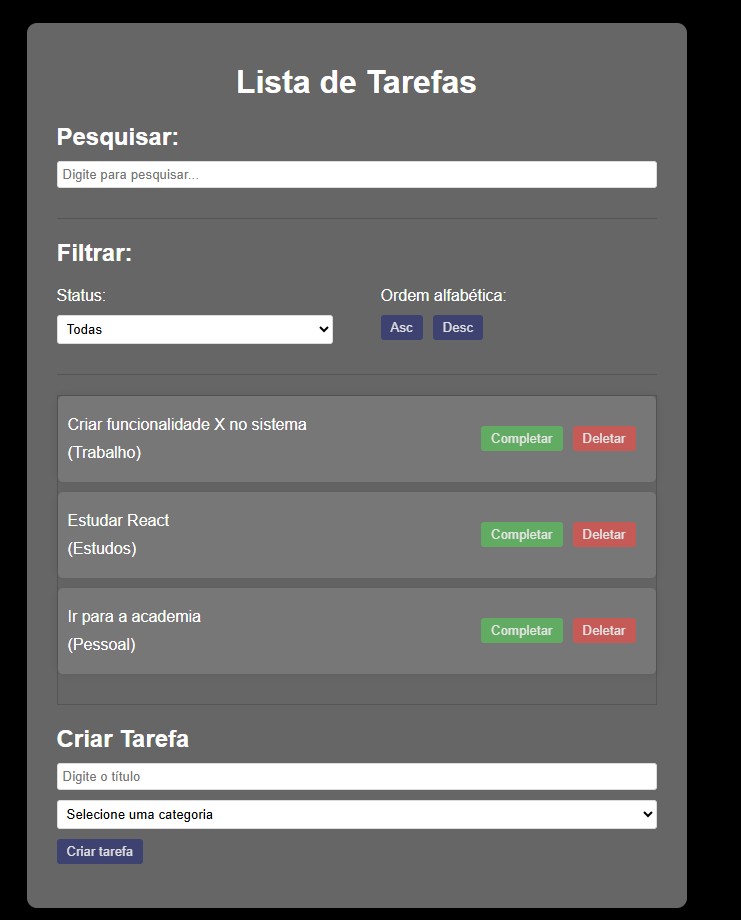 Lista de Tarefas
Pesquisar:
Digite para pesquisar...
Filtrar:
Status:
Ordem alfabética:
Todas
Asc
Desc
Criar funcionalidade X no sistema
(Trabalho)
Completar
Deletar
Estudar React
(Estudos)
Completar
Deletar
Ir para a academia
(Pessoal)
Completar
Deletar
Criar Tarefa
Digite o título
Selecione uma categoria
Criar tarefa